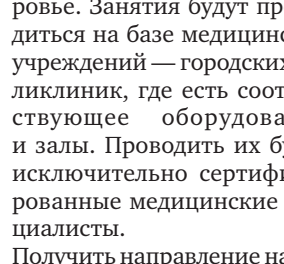 ровье. Занятия будут пр
диться на базе медицин
учреждений — городских
ликлиник, где есть соот
ствующее оборудова
и залы. Проводить их б
исключительно сертифи
рованные медицинские
циалисты.
Получить направление на